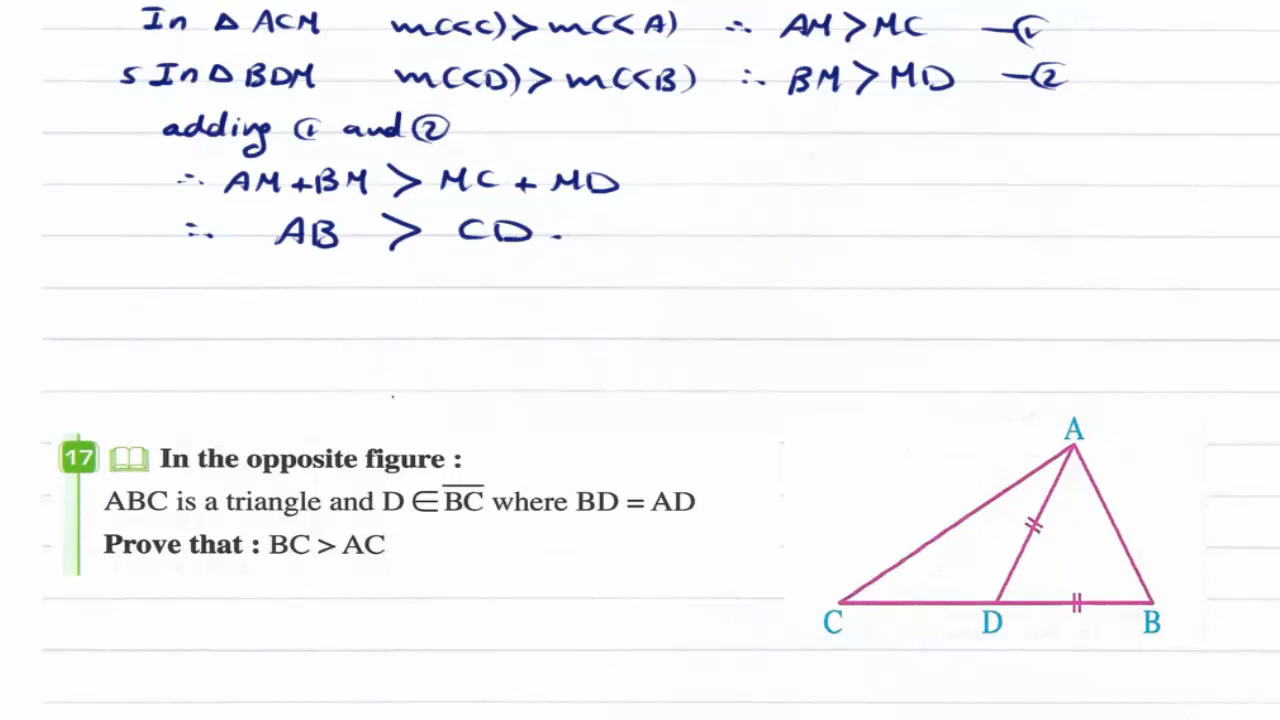 In Δ ACM m(<C) > m(<A) ∴ AM > MC —①
, In Δ BDM m(<D) > m(<B) ∴ BM > MD —②
adding ① and ②
∴ AM + BM > MC + MD
∴ AB > CD .
17 In the opposite figure :
ABC is a triangle and D ∈ B̅C̅ where BD = AD
Prove that : BC > AC
A
C D B